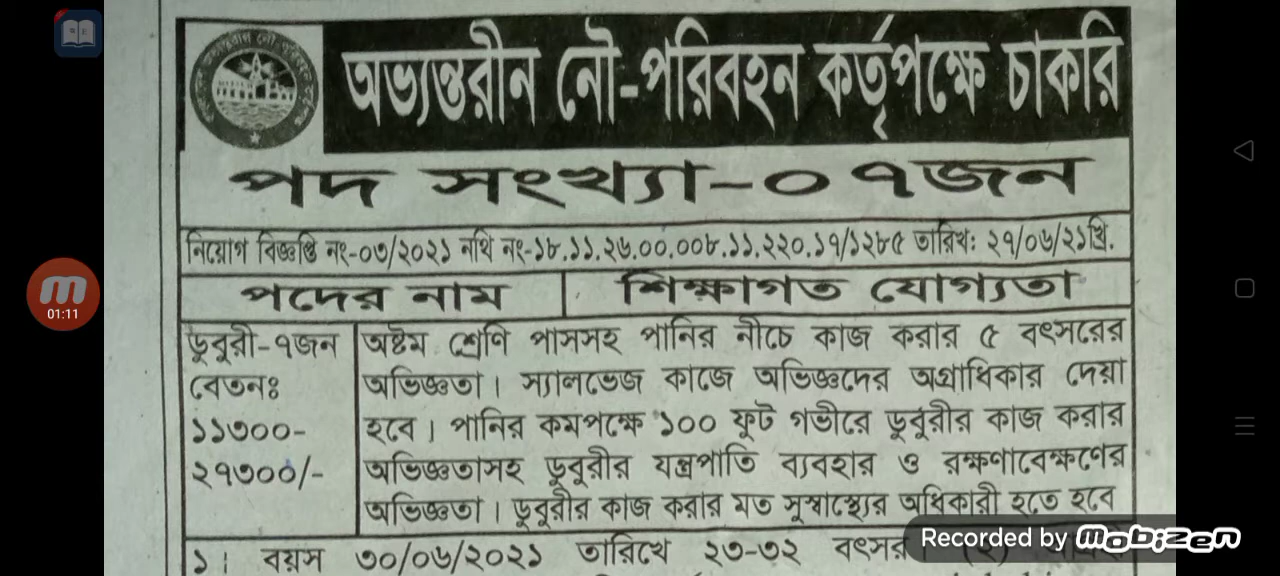 অভ্যন্তরীন নৌ-পরিবহন কর্তৃপক্ষে চাকরি
পদ সংখ্যা-০৭জন
নিয়োগ বিজ্ঞপ্তি নং-০৩/২০২১ নথি নং-১৮.১১.২৬.০০.০০৮.১১.২২০.১৭/১২৮৫ তারিখ: ২৭/০৬/২১খ্রি.
পদের নাম শিক্ষাগত যোগ্যতা
ডুবুরী-৭জন
বেতনঃ
১১৩০০-
২৭৩০০/-
অষ্টম শ্রেণি পাসসহ পানির নীচে কাজ করার ৫ বৎসরের
অভিজ্ঞতা। স্যালভেজ কাজে অভিজ্ঞদের অগ্রাধিকার দেয়া
হবে। পানির কমপক্ষে ১০০ ফুট গভীরে ডুবুরীর কাজ করার
অভিজ্ঞতাসহ ডুবুরীর যন্ত্রপাতি ব্যবহার ও রক্ষণাবেক্ষণের
অভিজ্ঞতা। ডুবুরীর কাজ করার মত সুস্বাস্থ্যের অধিকারী হতে হবে
১। বয়স ৩০/০৬/২০২১ তারিখে ২৩-৩২ বৎসর
01:11
Recorded by mobizen